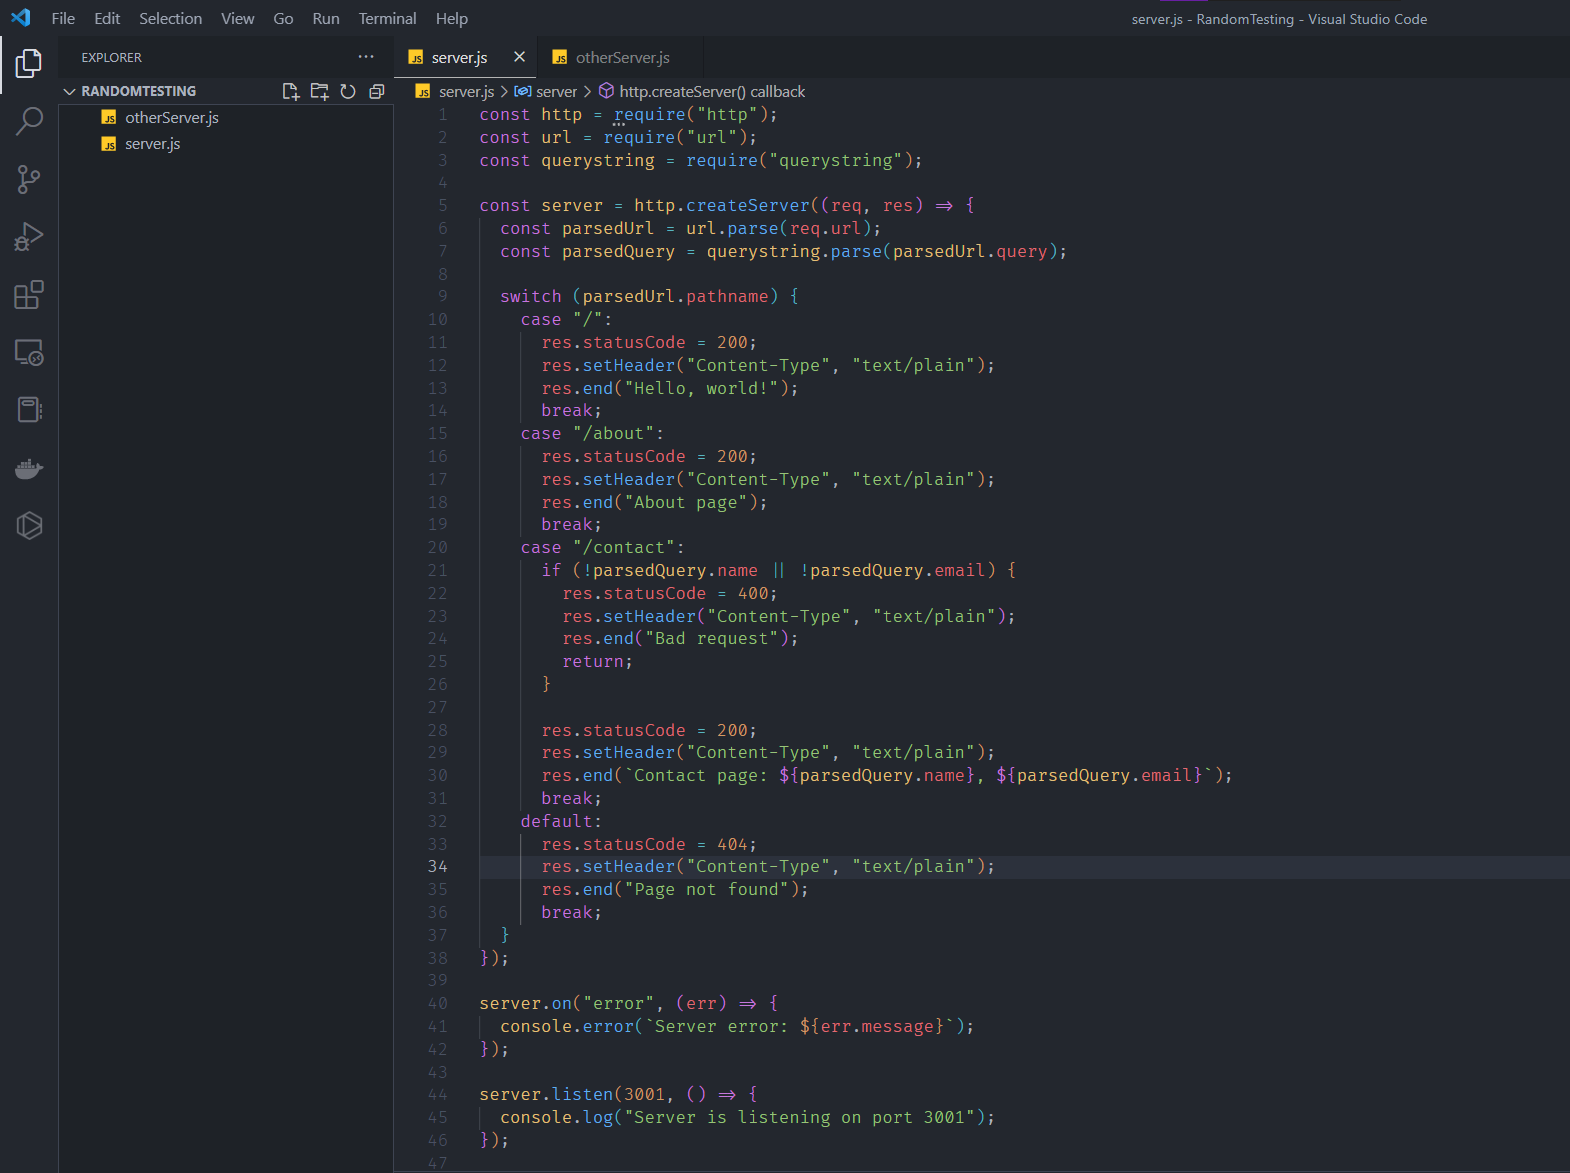 File Edit Selection View Go Run Terminal Help
server.js - RandomTesting - Visual Studio Code
EXPLORER
RANDOMTESTING
JS otherServer.js
JS server.js
JS server.js
JS otherServer.js
JS server.js > server > http.createServer() callback
1 const http = require("http");
2 const url = require("url");
3 const querystring = require("querystring");
4
5 const server = http.createServer((req, res) => {
6 const parsedUrl = url.parse(req.url);
7 const parsedQuery = querystring.parse(parsedUrl.query);
8
9 switch (parsedUrl.pathname) {
10 case "/":
11 res.statusCode = 200;
12 res.setHeader("Content-Type", "text/plain");
13 res.end("Hello, world!");
14 break;
15 case "/about":
16 res.statusCode = 200;
17 res.setHeader("Content-Type", "text/plain");
18 res.end("About page");
19 break;
20 case "/contact":
21 if (!parsedQuery.name || !parsedQuery.email) {
22 res.statusCode = 400;
23 res.setHeader("Content-Type", "text/plain");
24 res.end("Bad request");
25 return;
26 }
27
28 res.statusCode = 200;
29 res.setHeader("Content-Type", "text/plain");
30 res.end(`Contact page: ${parsedQuery.name}, ${parsedQuery.email}`);
31 break;
32 default:
33 res.statusCode = 404;
34 res.setHeader("Content-Type", "text/plain");
35 res.end("Page not found");
36 break;
37 }
38 });
39
40 server.on("error", (err) => {
41 console.error(`Server error: ${err.message}`);
42 });
43
44 server.listen(3001, () => {
45 console.log("Server is listening on port 3001");
46 });
47